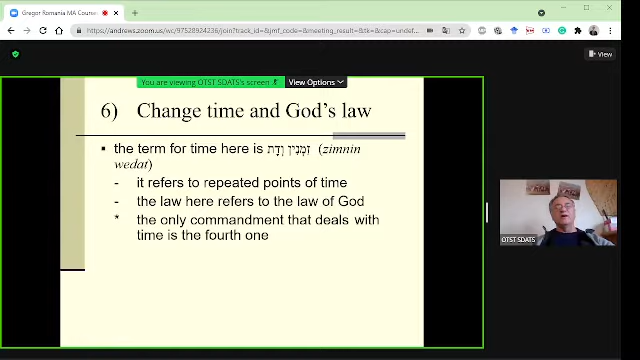 Gregor Romania MA Course
https://andrews.zoom.us/wc/97528924236/join?track_id=&jmf_code=&meeting_result=&tk=&cap=undef...
View
You are viewing OTST SDATS's screen
View Options
6) Change time and God's law
▪ the term for time here is זִמְנִין וְדָת (zimnin
wedat)
- it refers to repeated points of time
- the law here refers to the law of God
* the only commandment that deals with
time is the fourth one
OTST SDATS